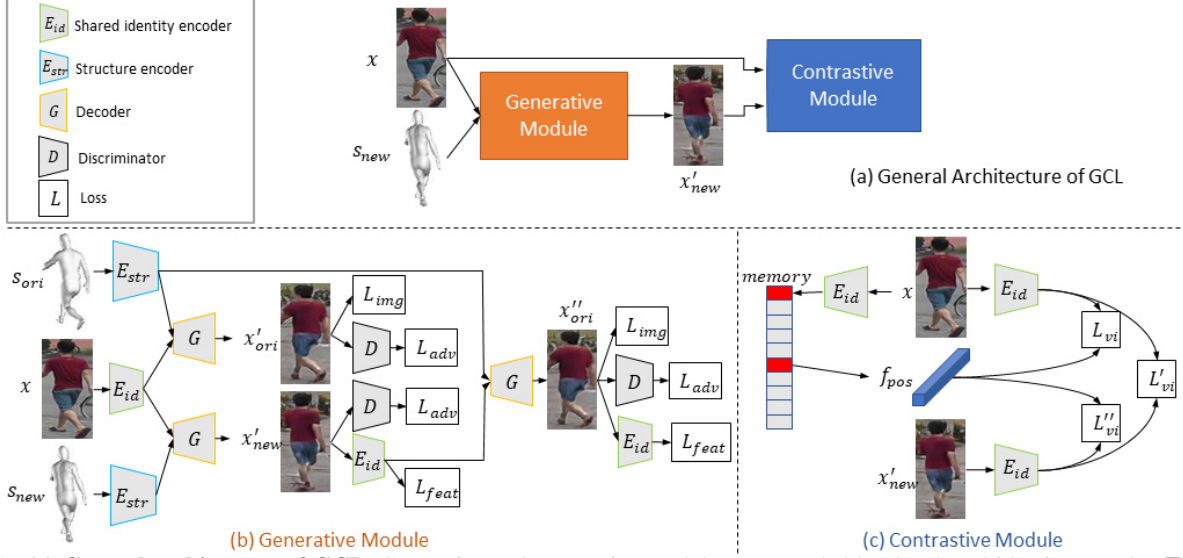 E_id Shared identity encoder
E_str Structure encoder
G Decoder
D Discriminator
L Loss
x
s_new
Generative
Module
x'_new
Contrastive
Module
(a) General Architecture of GCL
s_ori
E_str
x
E_id
s_new
E_str
G
G
x'_ori
x'_new
L_img
D
L_adv
D
L_adv
E_id
L_feat
G
x''_ori
L_img
D
L_adv
E_id
L_feat
(b) Generative Module
memory
E_id
x
E_id
L_vi
f_pos
L'_vi
L''_vi
x'_new
E_id
(c) Contrastive Module